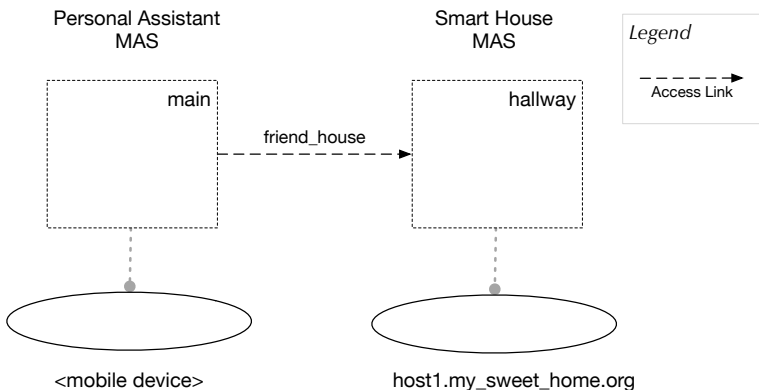 Personal Assistant
MAS
Smart House
MAS
Legend
Access Link
main
hallway
friend_house
<mobile device>
host1.my_sweet_home.org